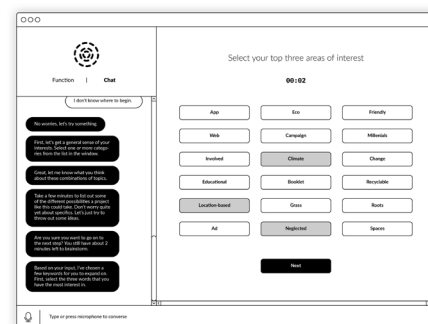 Function | Chat
I don't know where to begin.
No worries, let's try something.
First, let's get a general sense of your
interests. Select one or more catego-
ries from the list in the window.
Great, let me know what you think
about these combinations of topics.
Take a few minutes to list out some
of the different possibilities a project
like this could take. Don't worry quite
yet about specifics. Let's just try to
throw out some ideas.
Are you sure you want to go on to
the next step? You still have about 2
minutes left to brainstorm.
Based on your input, I've chosen a
few keywords for you to expand on.
First, select the three words that you
have the most interest in.
Type or press microphone to converse
Select your top three areas of interest
00:02
App Eco Friendly
Web Campaign Millenials
Involved Climate Change
Educational Booklet Recyclable
Location-based Grass Roots
Ad Neglected Spaces
Next